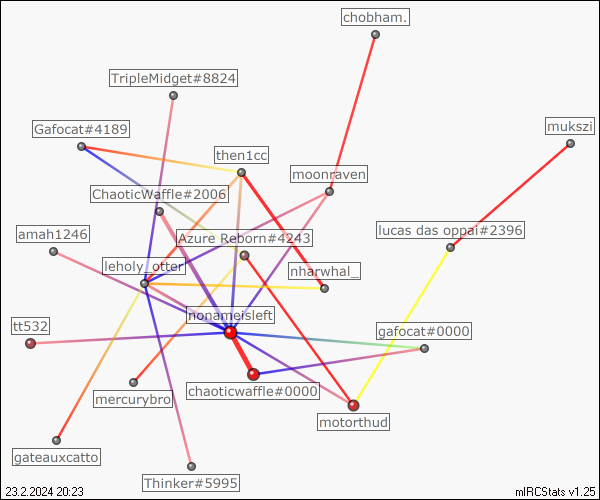 chobham.
TripleMidget#8824
Gafocat#4189
mukszi
then1cc
moonraven
ChaoticWaffle#2006
amah1246
Azure Reborn#4243
lucas das oppai#2396
leholy_otter
nharwhal_
nonameisleft
tt532
gafocat#0000
chaoticwaffle#0000
mercurybro
motorthud
gateauxcatto
Thinker#5995
23.2.2024 20:23
mIRCStats v1.25